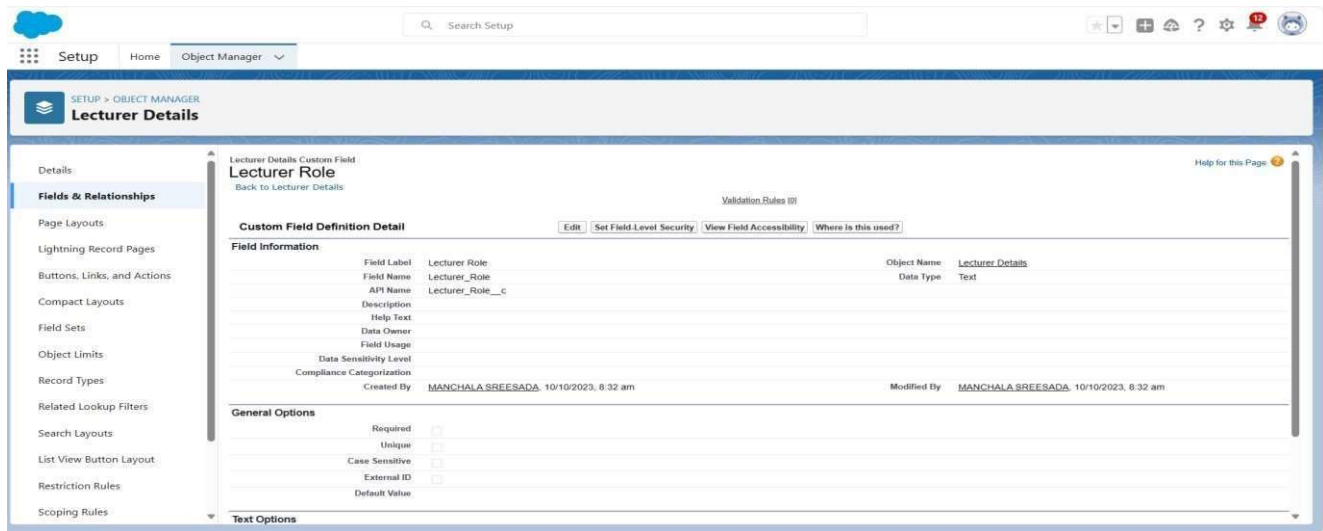 Search Setup
12
Setup Home Object Manager
SETUP > OBJECT MANAGER
Lecturer Details
Details
Fields & Relationships
Page Layouts
Lightning Record Pages
Buttons, Links, and Actions
Compact Layouts
Field Sets
Object Limits
Record Types
Related Lookup Filters
Search Layouts
List View Button Layout
Restriction Rules
Scoping Rules
Lecturer Details Custom Field
Lecturer Role
Back to Lecturer Details
Help for this Page
Validation Rules [0]
Custom Field Definition Detail Edit Set Field-Level Security View Field Accessibility Where is this used?
Field Information
Field Label Lecturer Role Object Name Lecturer Details
Field Name Lecturer_Role Data Type Text
API Name Lecturer_Role__c
Description
Help Text
Data Owner
Field Usage
Data Sensitivity Level
Compliance Categorization
Created By MANCHALA SREESADA, 10/10/2023, 8:32 am Modified By MANCHALA SREESADA, 10/10/2023, 8:32 am
General Options
Required
Unique
Case Sensitive
External ID
Default Value
Text Options